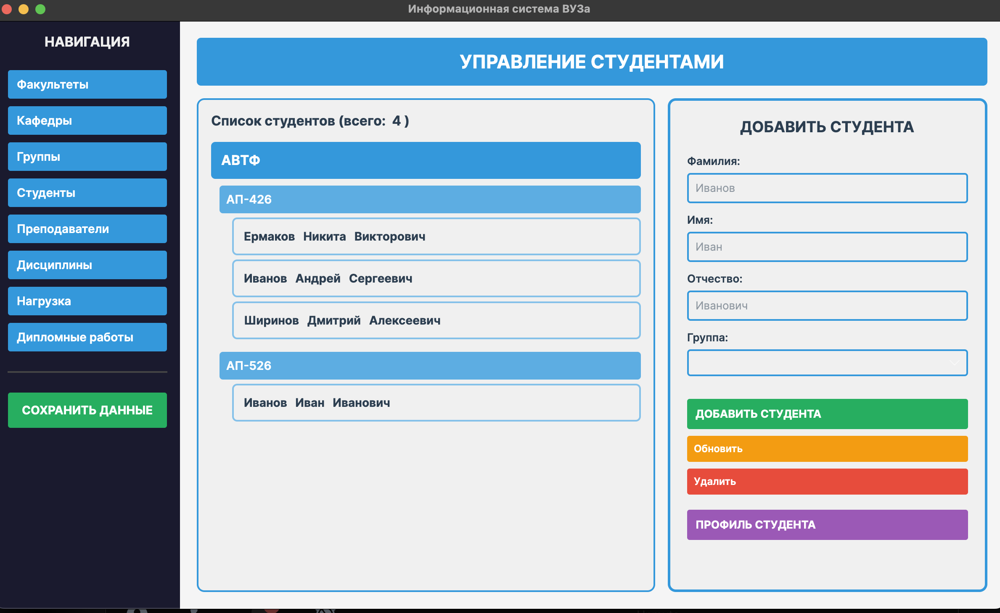 Информационная система ВУЗа
НАВИГАЦИЯ
Факультеты
Кафедры
Группы
Студенты
Преподаватели
Дисциплины
Нагрузка
Дипломные работы
СОХРАНИТЬ ДАННЫЕ
УПРАВЛЕНИЕ СТУДЕНТАМИ
Список студентов (всего: 4 )
АВТФ
АП-426
Ермаков Никита Викторович
Иванов Андрей Сергеевич
Ширинов Дмитрий Алексеевич
АП-526
Иванов Иван Иванович
ДОБАВИТЬ СТУДЕНТА
Фамилия:
Иванов
Имя:
Иван
Отчество:
Иванович
Группа:
ДОБАВИТЬ СТУДЕНТА
Обновить
Удалить
ПРОФИЛЬ СТУДЕНТА